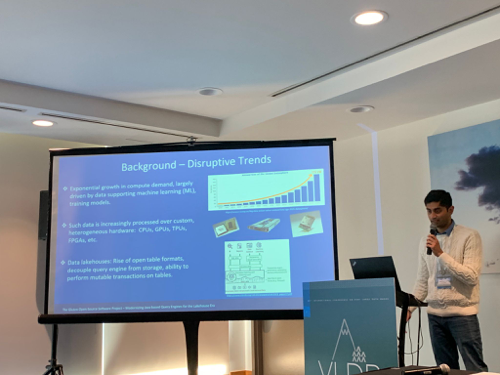 Background – Disruptive Trends
Exponential growth in compute demand, largely
driven by data supporting machine learning (ML),
training models.
Such data is increasingly processed over custom,
heterogeneous hardware: CPUs, GPUs, TPUs,
FPGAs, etc.
Data lakehouses: Rise of open table formats,
decouple query engine from storage, ability to
perform mutable transactions on tables.
VLDB